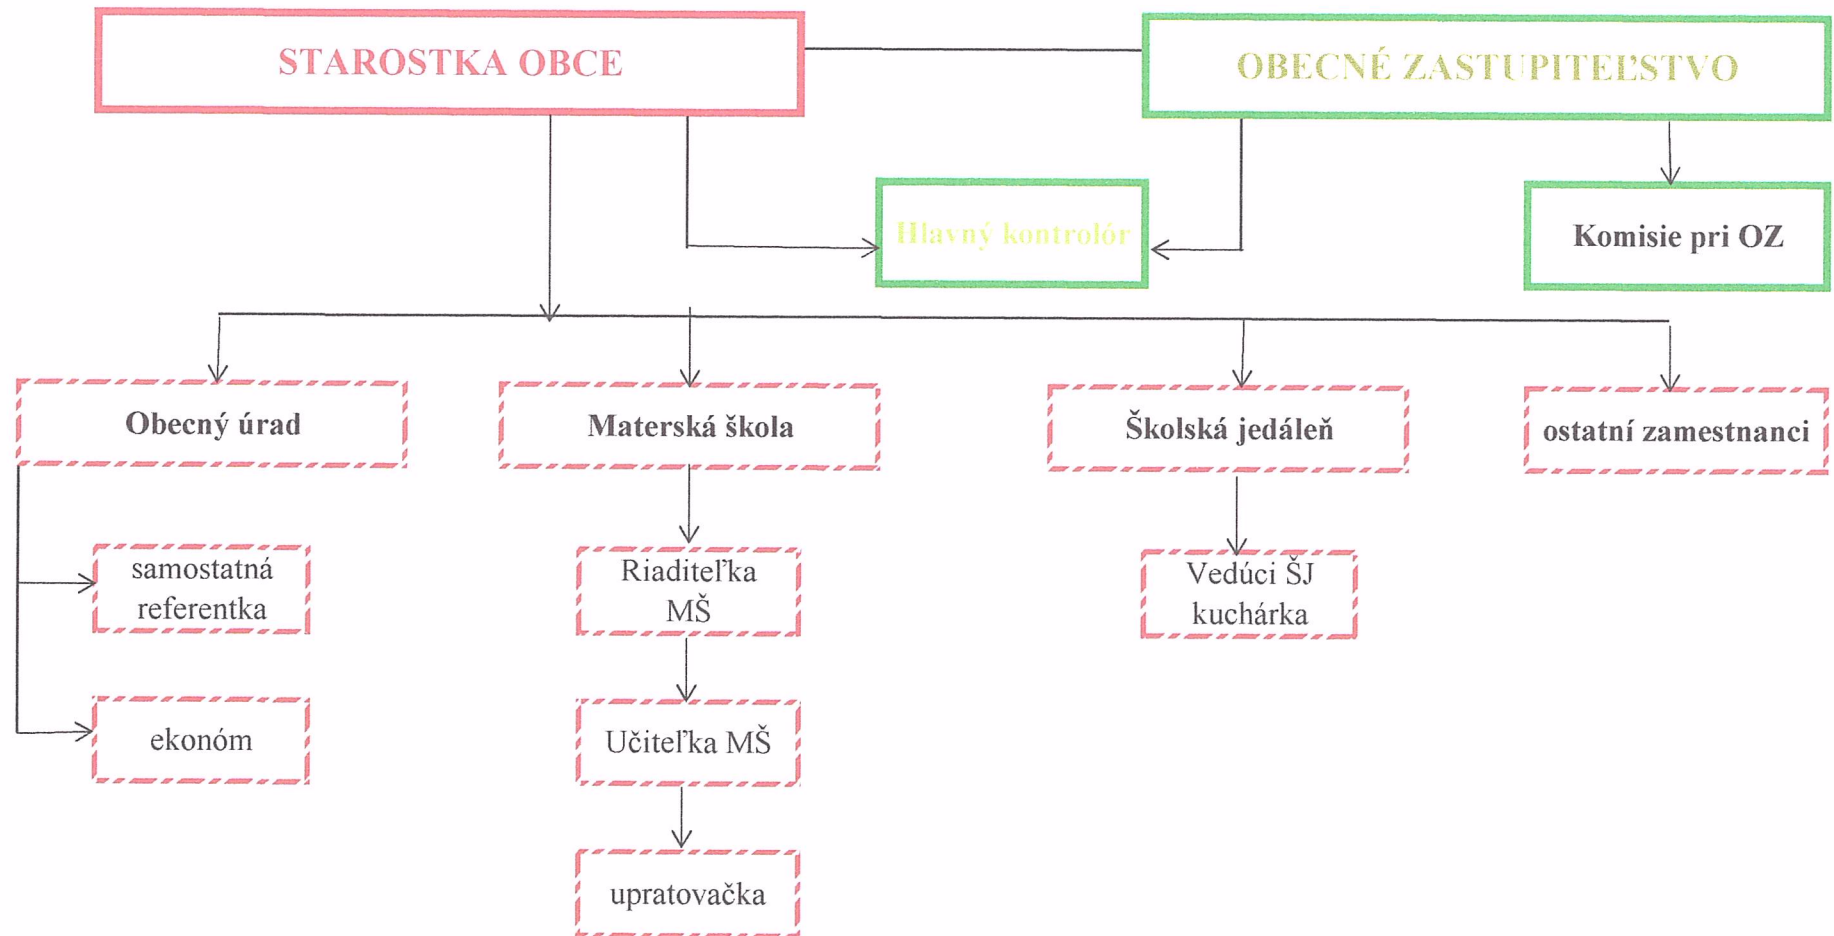 STAROSTKA OBCE
OBECNÉ ZASTUPITEĽSTVO
Hlavný kontrolór
Komisie pri OZ
Obecný úrad
Materská škola
Školská jedáleň
ostatní zamestnanci
samostatná
referentka
Riaditeľka
MŠ
Vedúci ŠJ
kuchárka
ekonóm
Učiteľka MŠ
upratovačka